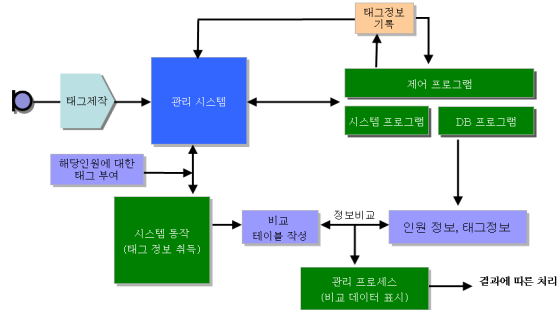 태그정보
기록
제어 프로그램
태그제작
관리 시스템
시스템 프로그램
DB 프로그램
해당인원에 대한
태그 부여
시스템 동작
(태그 정보 취득)
비교
테이블 작성
정보비교
인원 정보, 태그정보
관리 프로세스
(비교 데이터 표시)
결과에 따른 처리